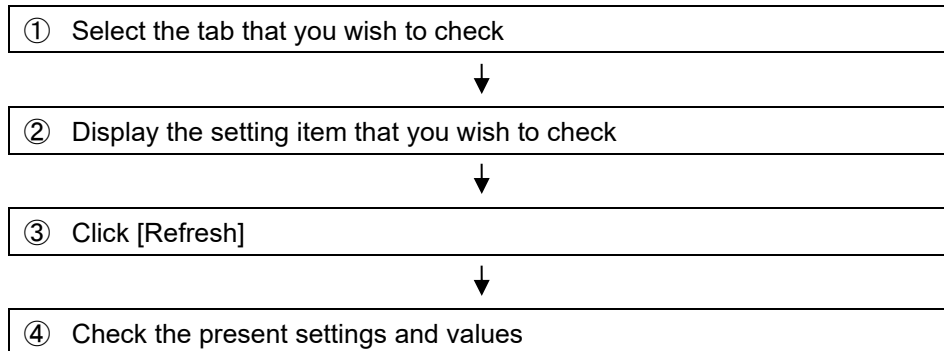 ① Select the tab that you wish to check
② Display the setting item that you wish to check
③ Click [Refresh]
④ Check the present settings and values